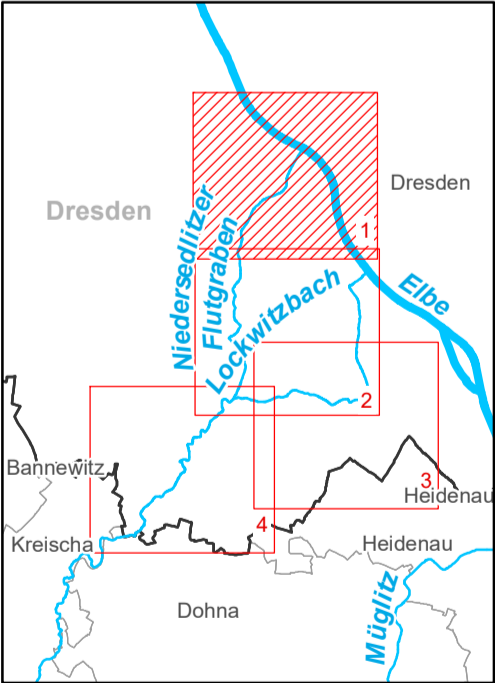 Dresden
Dresden
1
Niedersedlitzer
Flutgraben
Lockwitzbach
Elbe
2
Bannewitz
3
Heidenau
4
Kreischa
Heidenau
Dohna
Müglitz